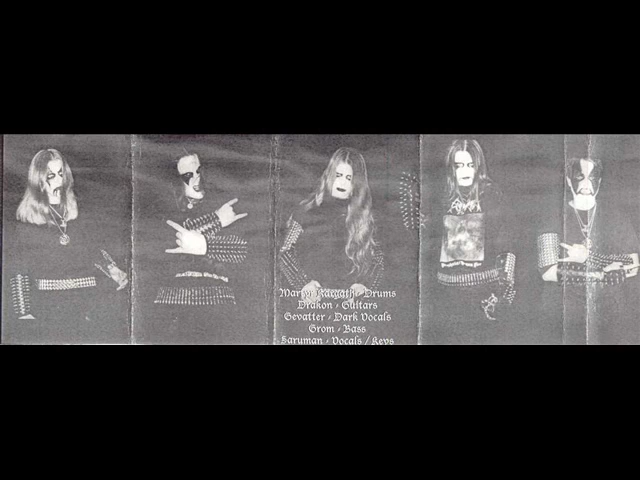 Drums
Drakon - Guitars
Gevatter - Dark Vocals
Grom - Bass
Saruman - Vocals / Keys